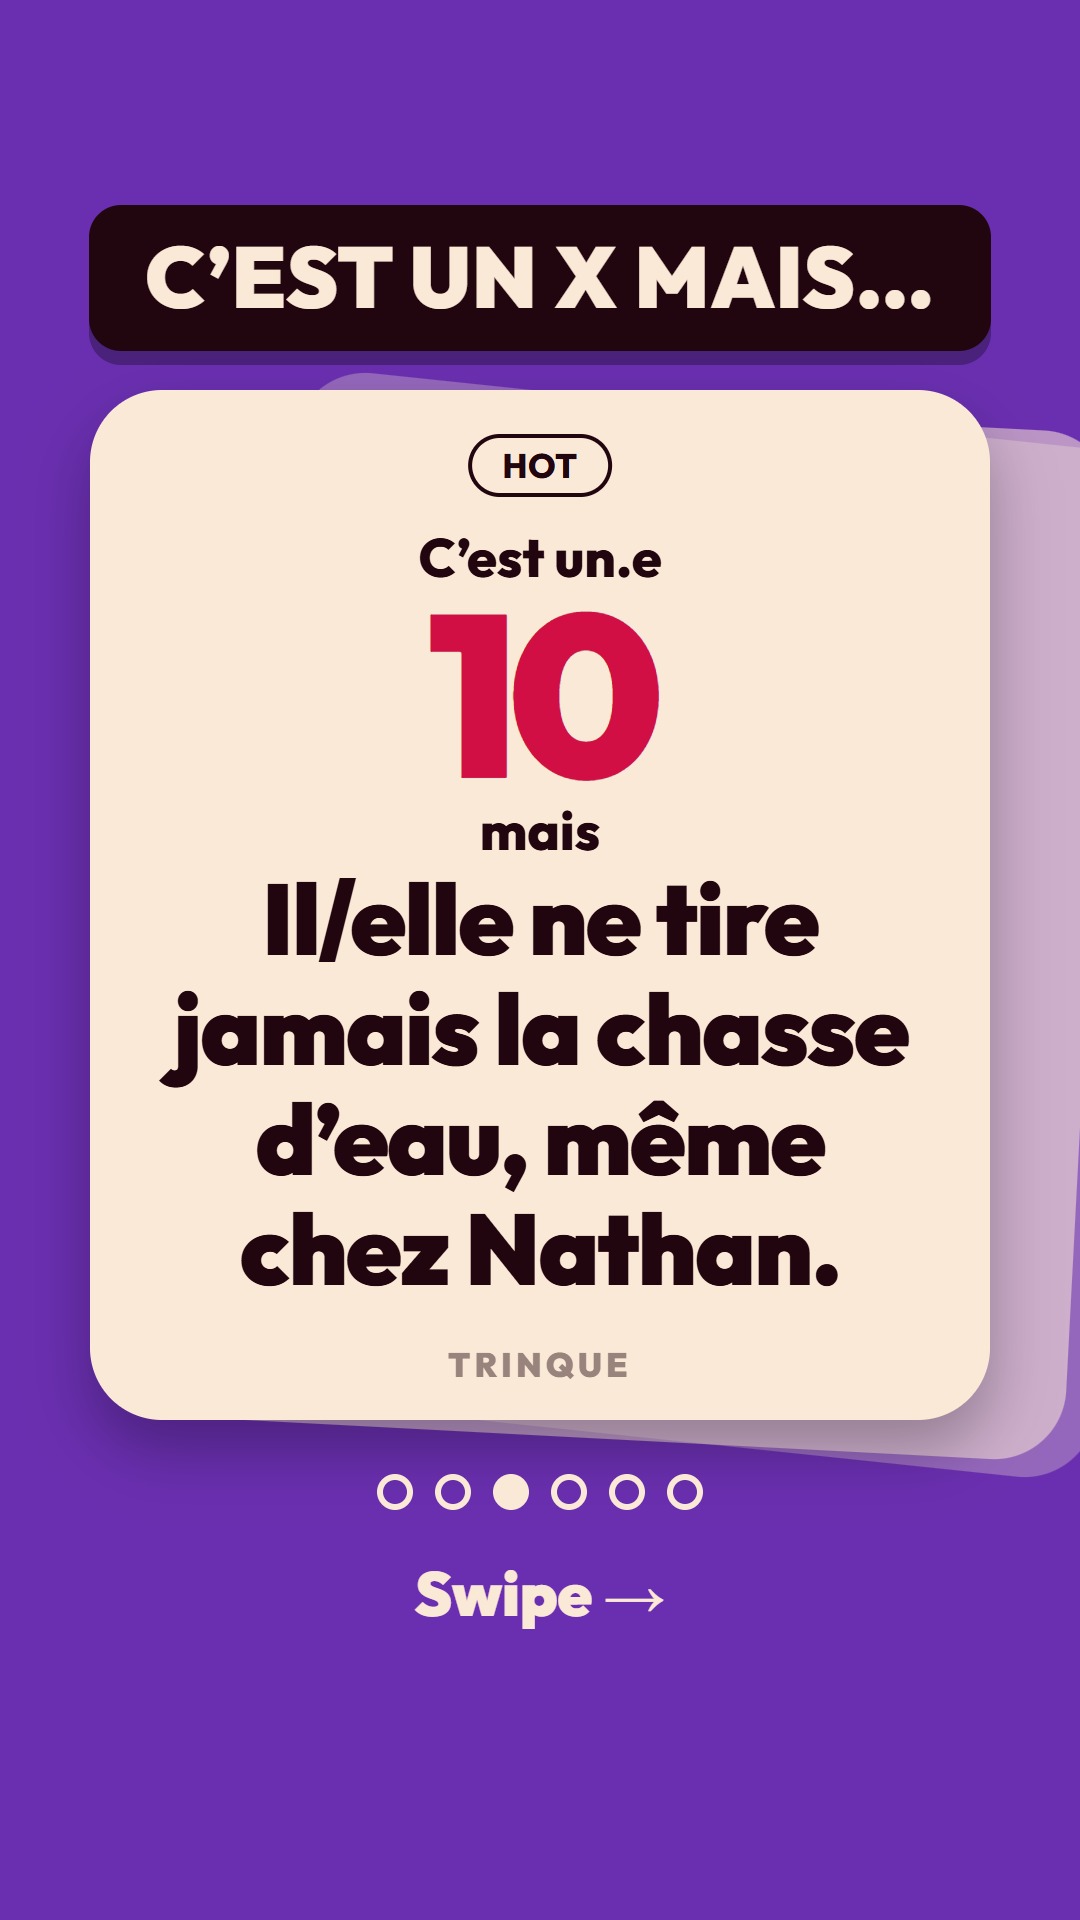 C’EST UN X MAIS...
HOT
C’est un.e
10
mais
Il/elle ne tire
jamais la chasse
d’eau, même
chez Nathan.
TRINQUE
Swipe →